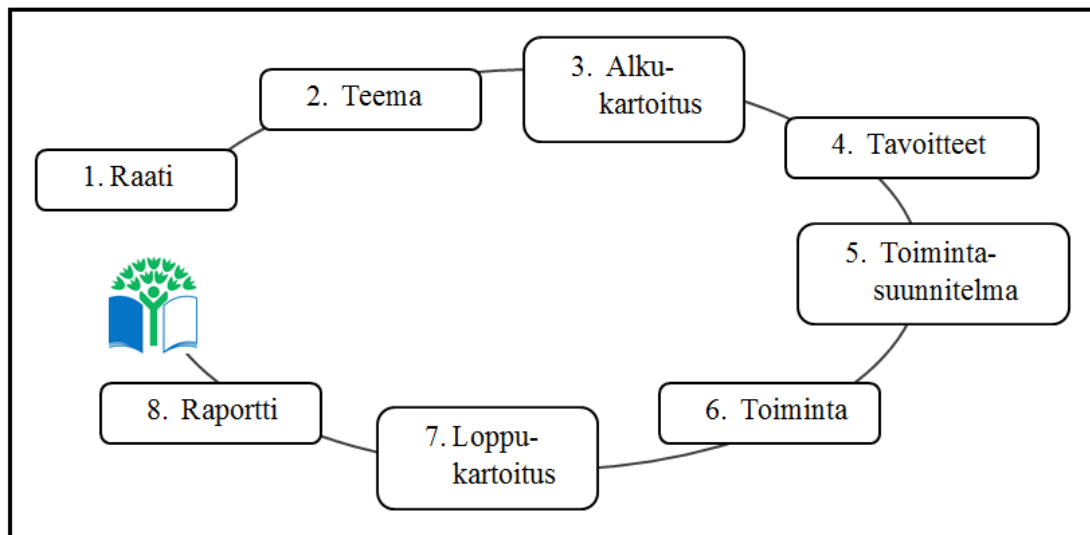 1. Raati
2. Teema
3. Alku-
kartoitus
4. Tavoitteet
5. Toiminta-
suunnitelma
6. Toiminta
7. Loppu-
kartoitus
8. Raportti